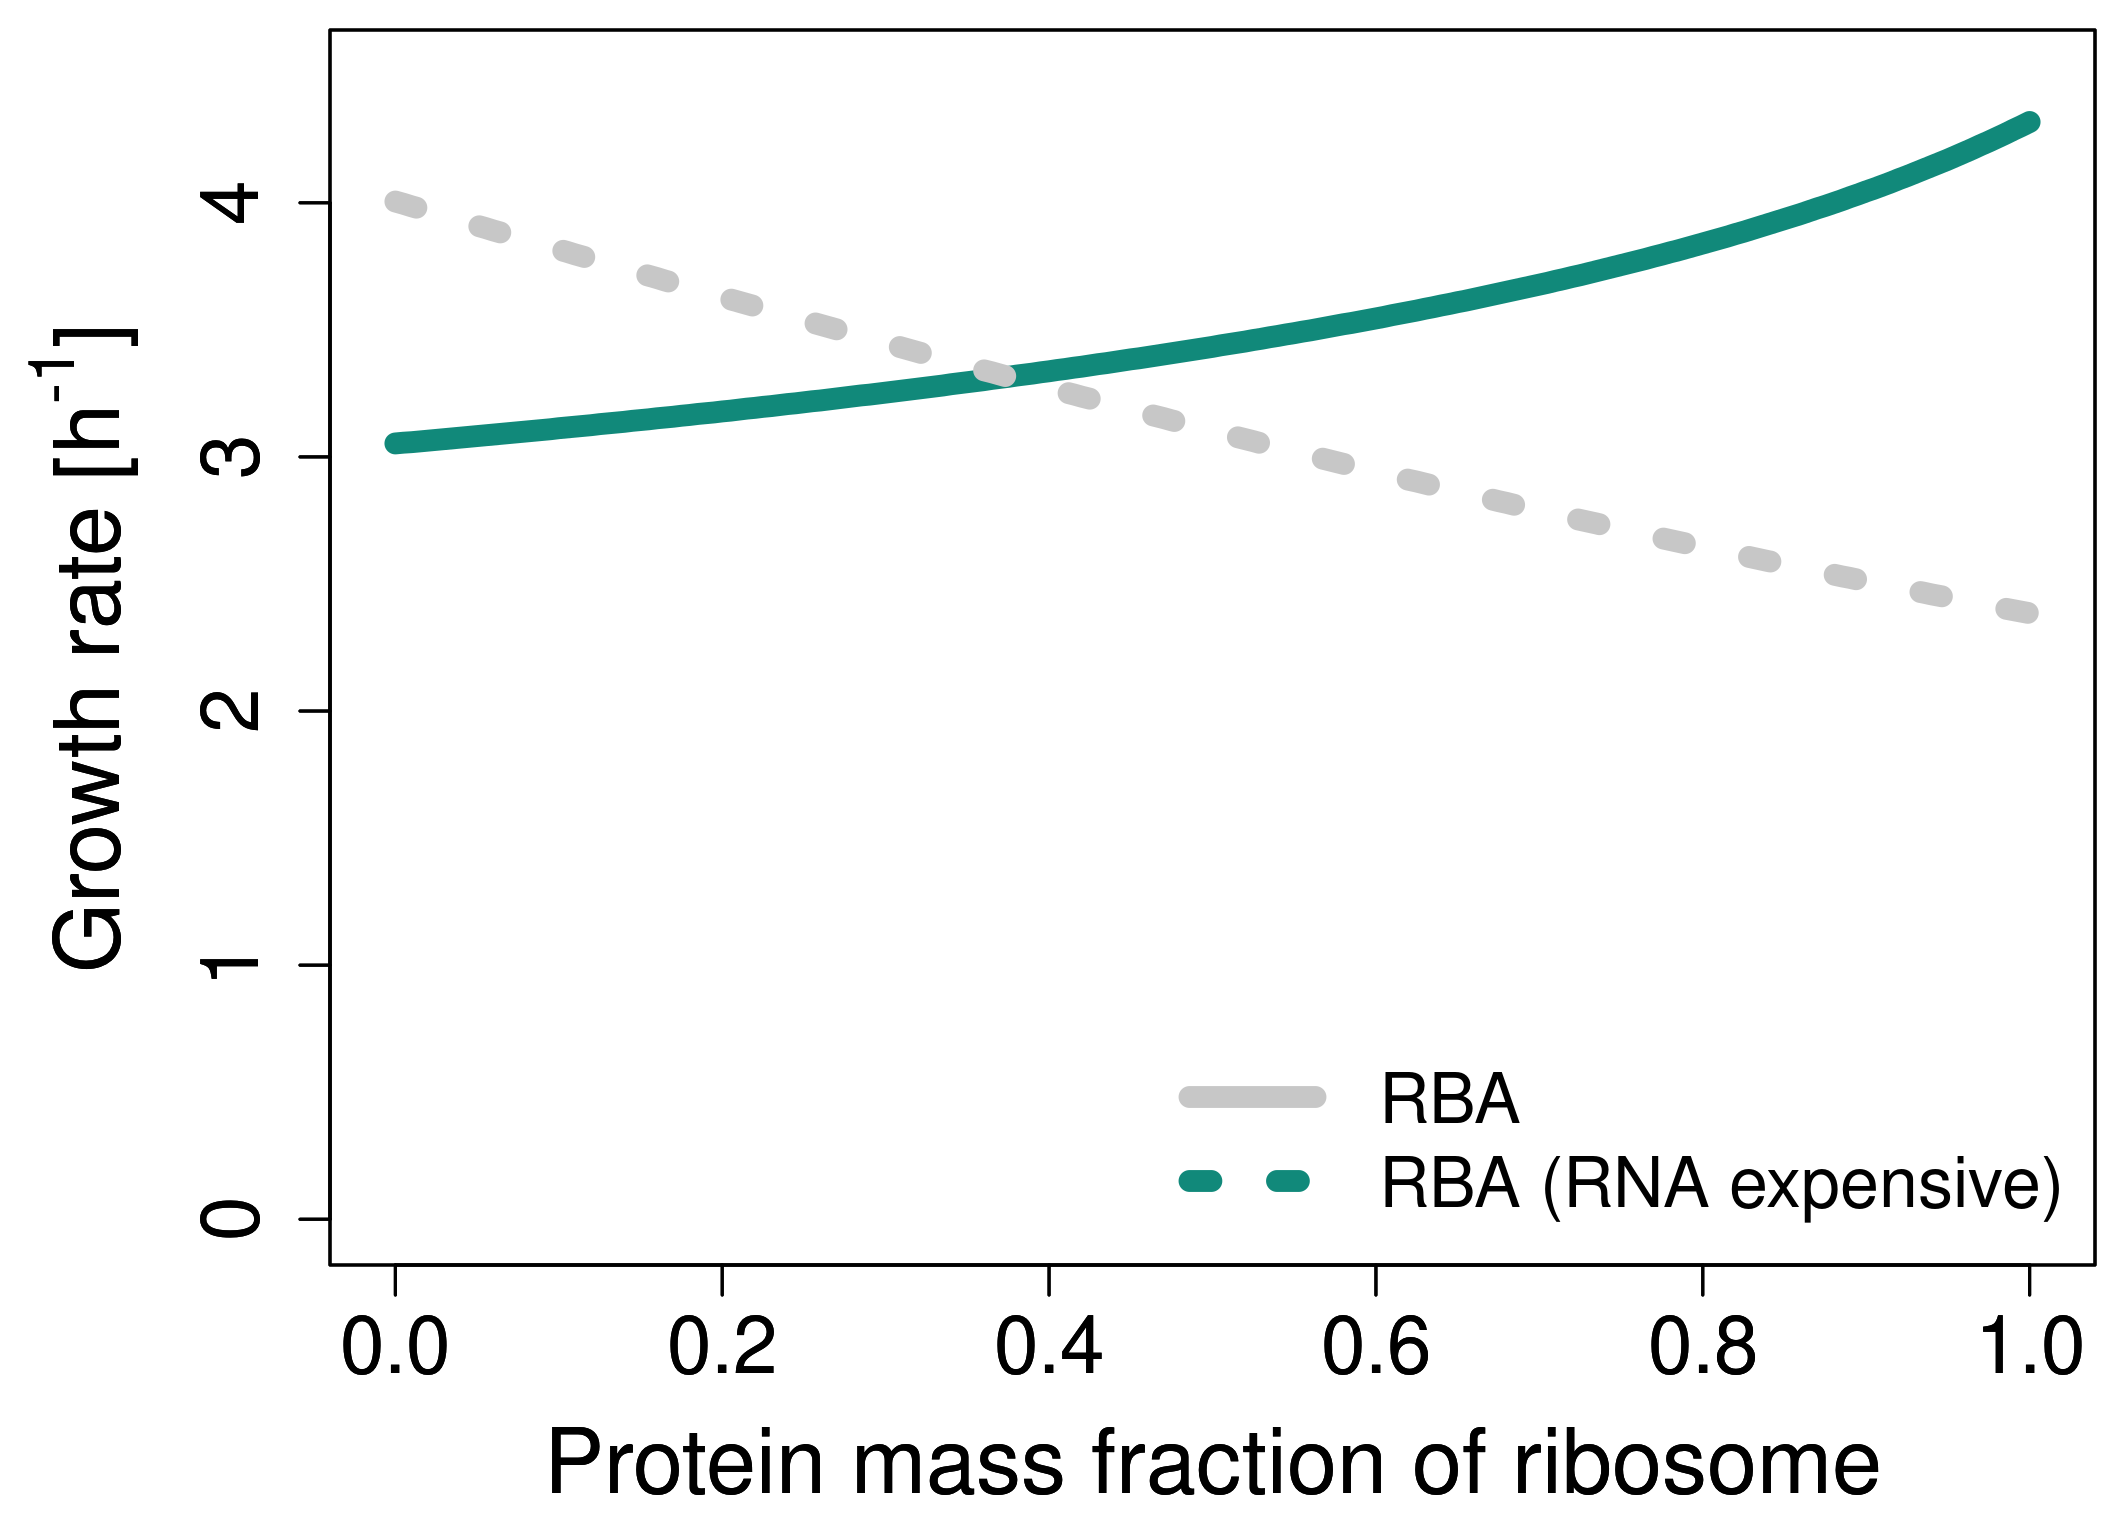 Growth rate [h⁻¹]
4
3
2
1
0
RBA
RBA (RNA expensive)
0.0 0.2 0.4 0.6 0.8 1.0
Protein mass fraction of ribosome